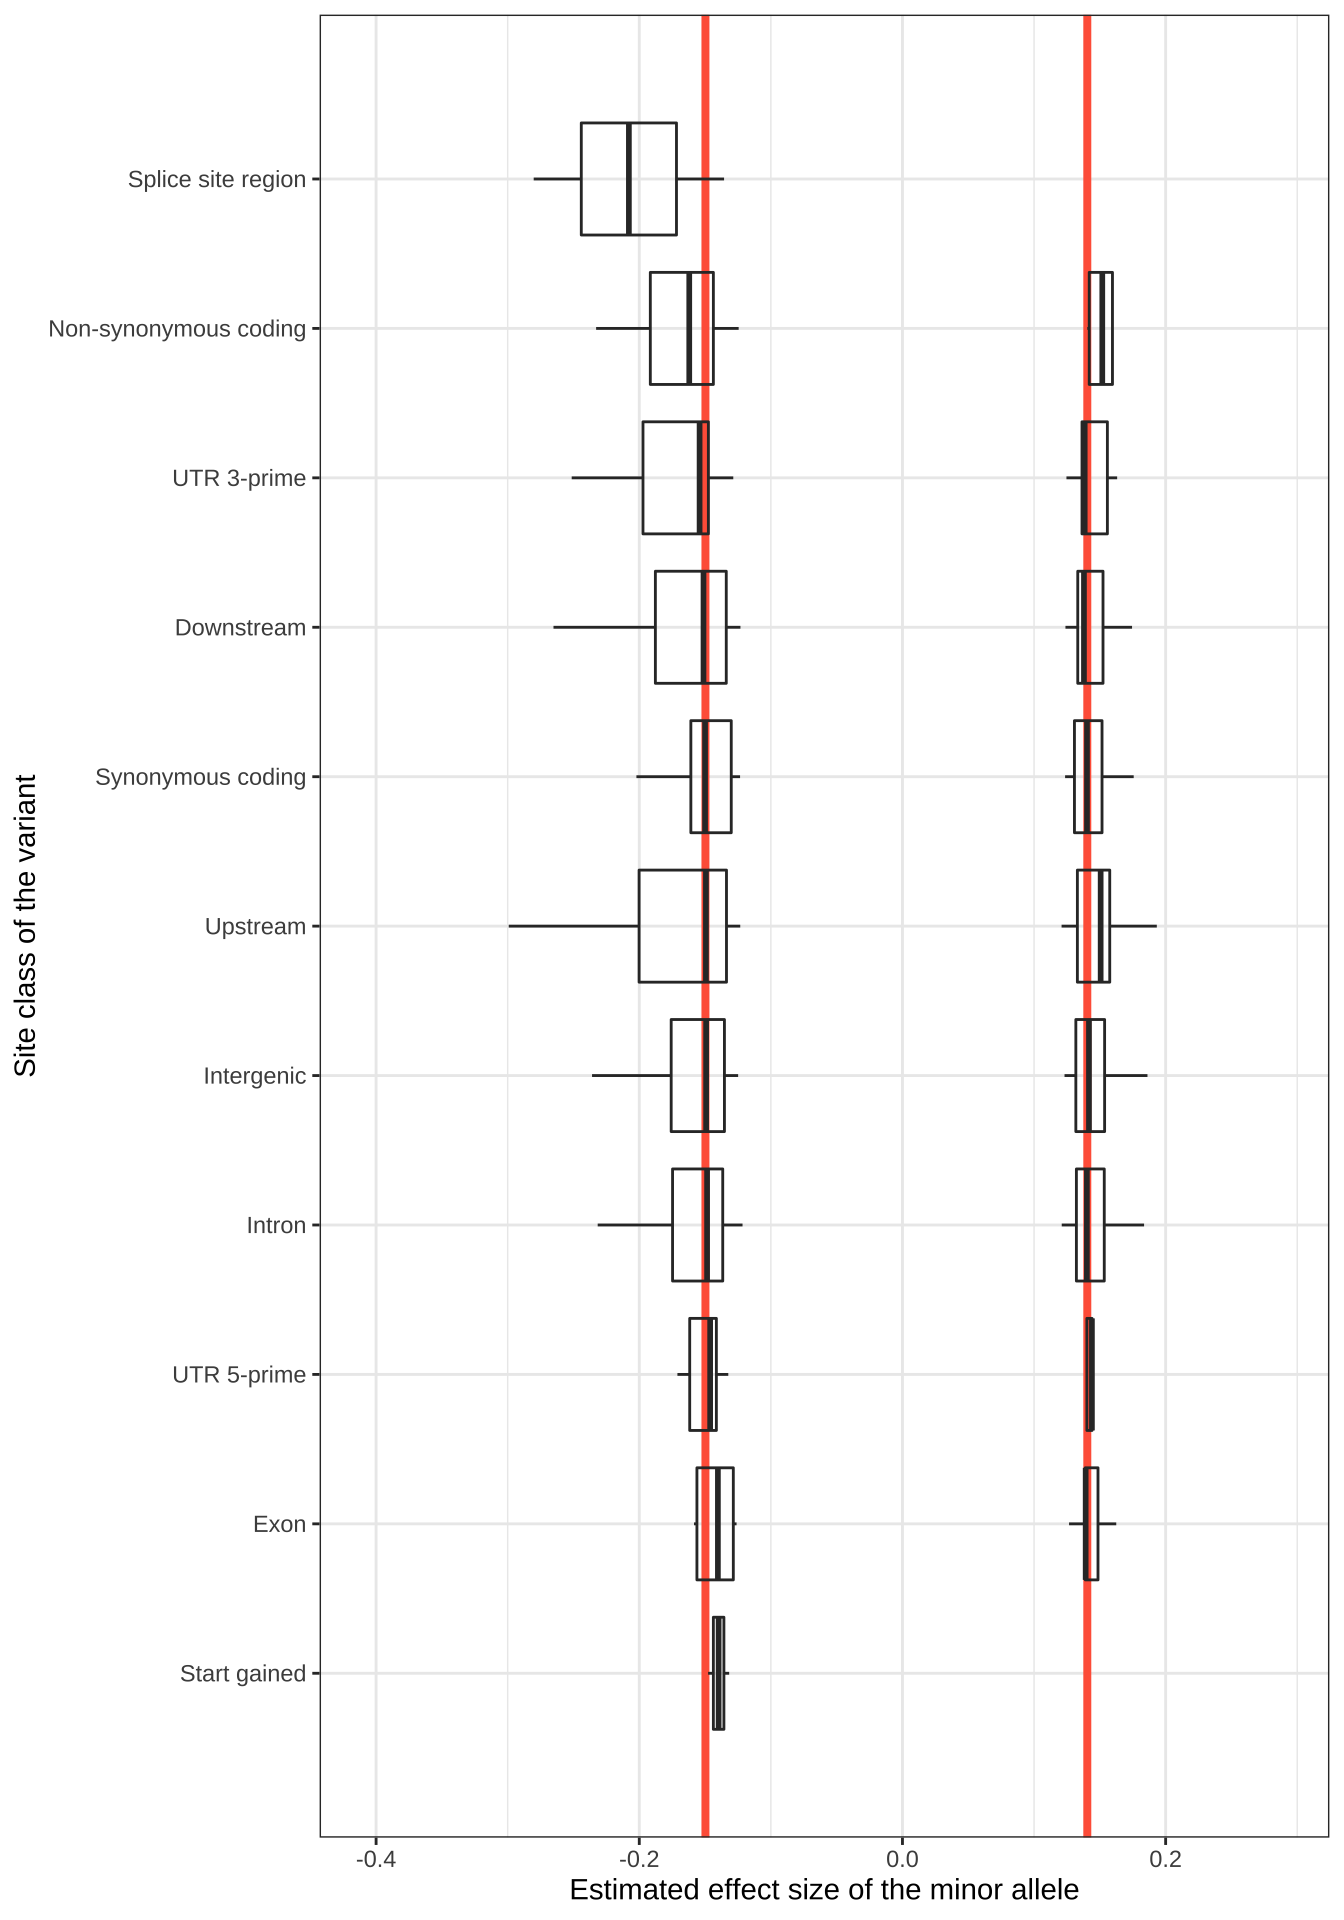 Site class of the variant
Splice site region
Non-synonymous coding
UTR 3-prime
Downstream
Synonymous coding
Upstream
Intergenic
Intron
UTR 5-prime
Exon
Start gained
-0.4 -0.2 0.0 0.2
Estimated effect size of the minor allele